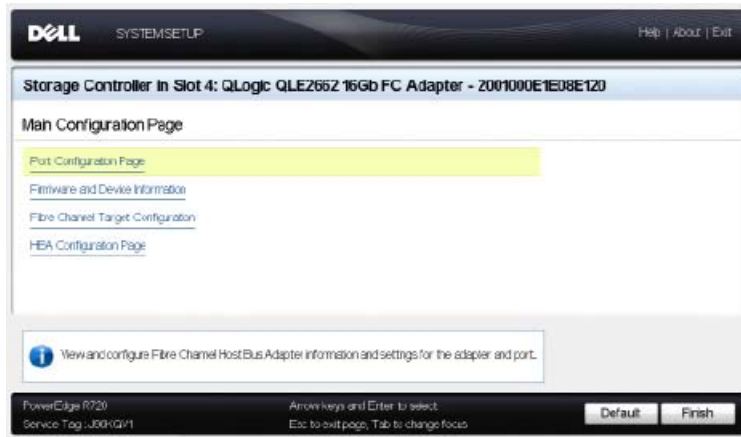 DELL SYSTEM SETUP Help | About | Exit
Storage Controller in Slot 4: QLogic QLE2662 16Gb FC Adapter - 2001000E1E08E120
Main Configuration Page
Port Configuration Page
Firmware and Device Information
Fibre Channel Target Configuration
HBA Configuration Page
View and configure Fibre Channel Host Bus Adapter information and settings for the adapter and port.
PowerEdge R720 Arrow keys and Enter to select
Service Tag : Esc to exit page, Tab to change focus
Default Finish